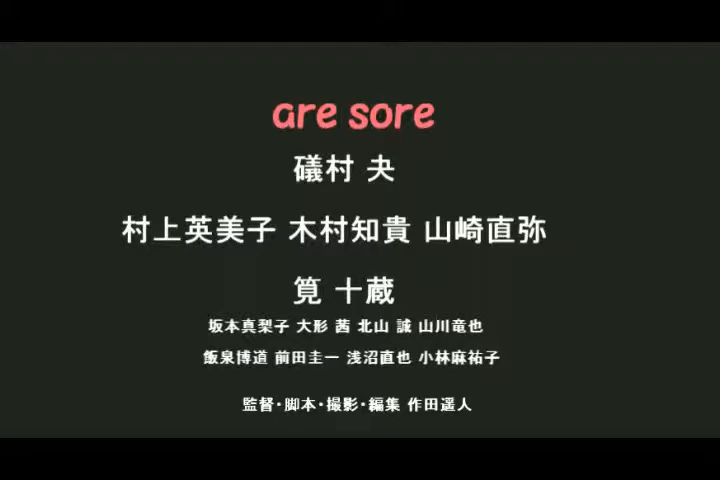 are sore
礒村 夬
村上英美子 木村知貴 山崎直弥
筧 十蔵
坂本真梨子 大形 茜 北山 誠 山川竜也
飯泉博道 前田圭一 浅沼直也 小林麻祐子
監督・脚本・撮影・編集 作田遥人